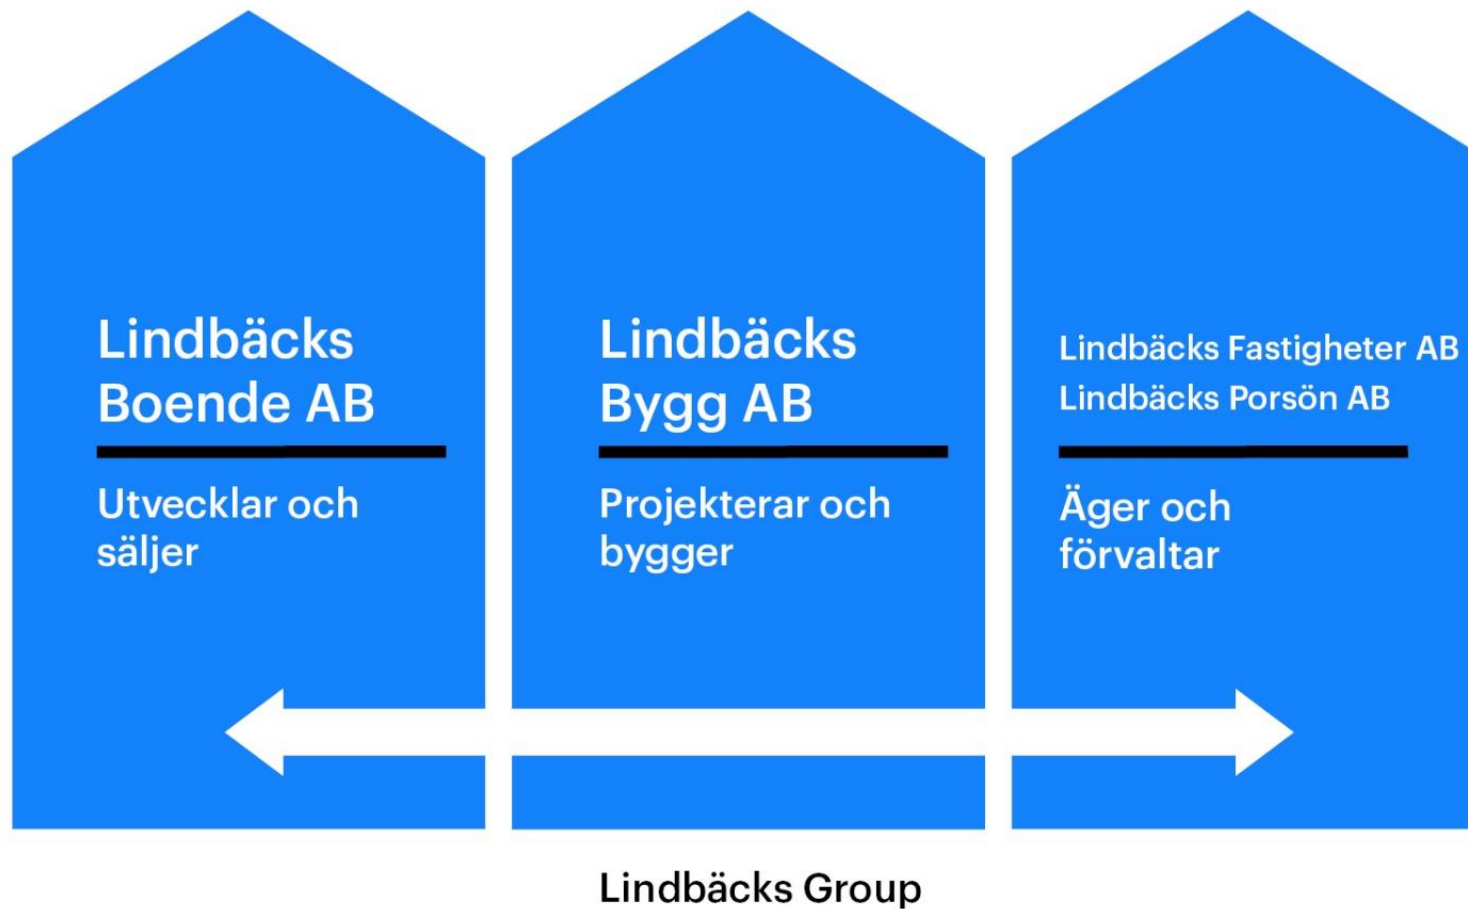 Lindbäcks
Boende AB
Utvecklar och
säljer
Lindbäcks
Bygg AB
Projekterar och
bygger
Lindbäcks Fastigheter AB
Lindbäcks Porsön AB
Äger och
förvaltar
Lindbäcks Group